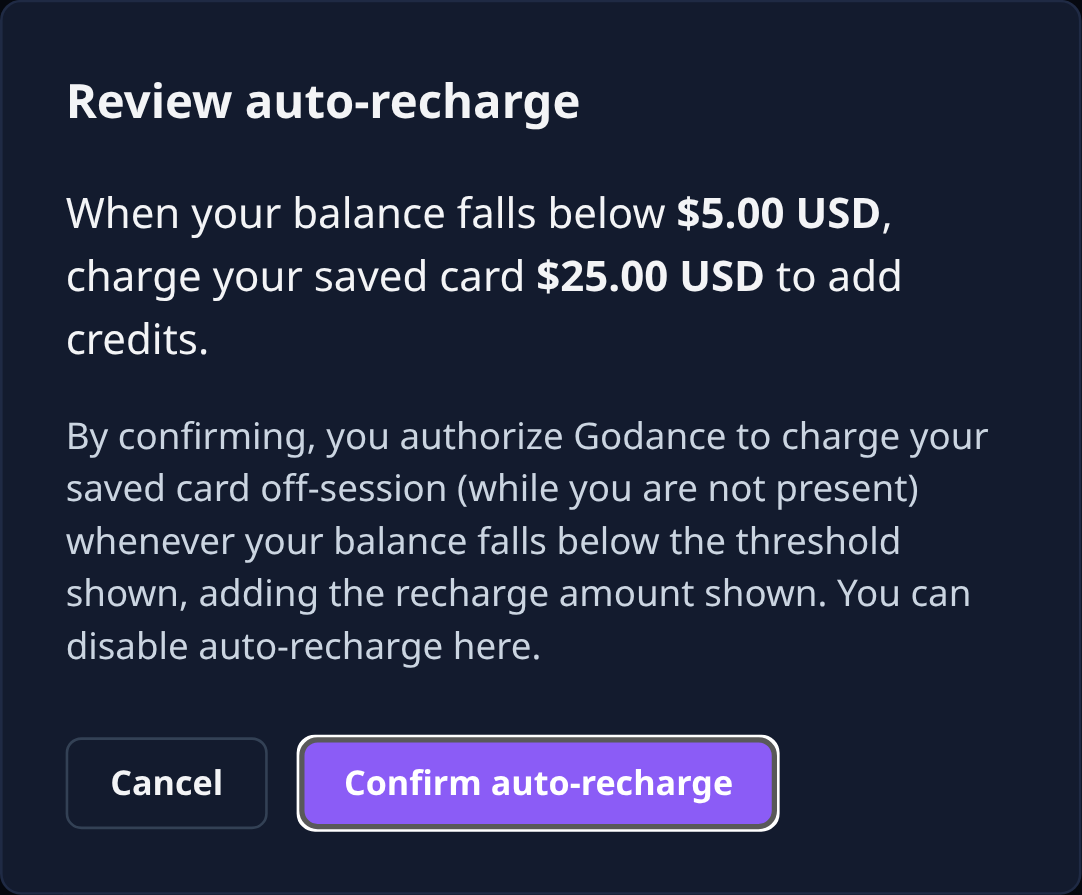 Review auto-recharge
When your balance falls below $5.00 USD,
charge your saved card $25.00 USD to add
credits.
By confirming, you authorize Godance to charge your
saved card off-session (while you are not present)
whenever your balance falls below the threshold
shown, adding the recharge amount shown. You can
disable auto-recharge here.
Cancel
Confirm auto-recharge